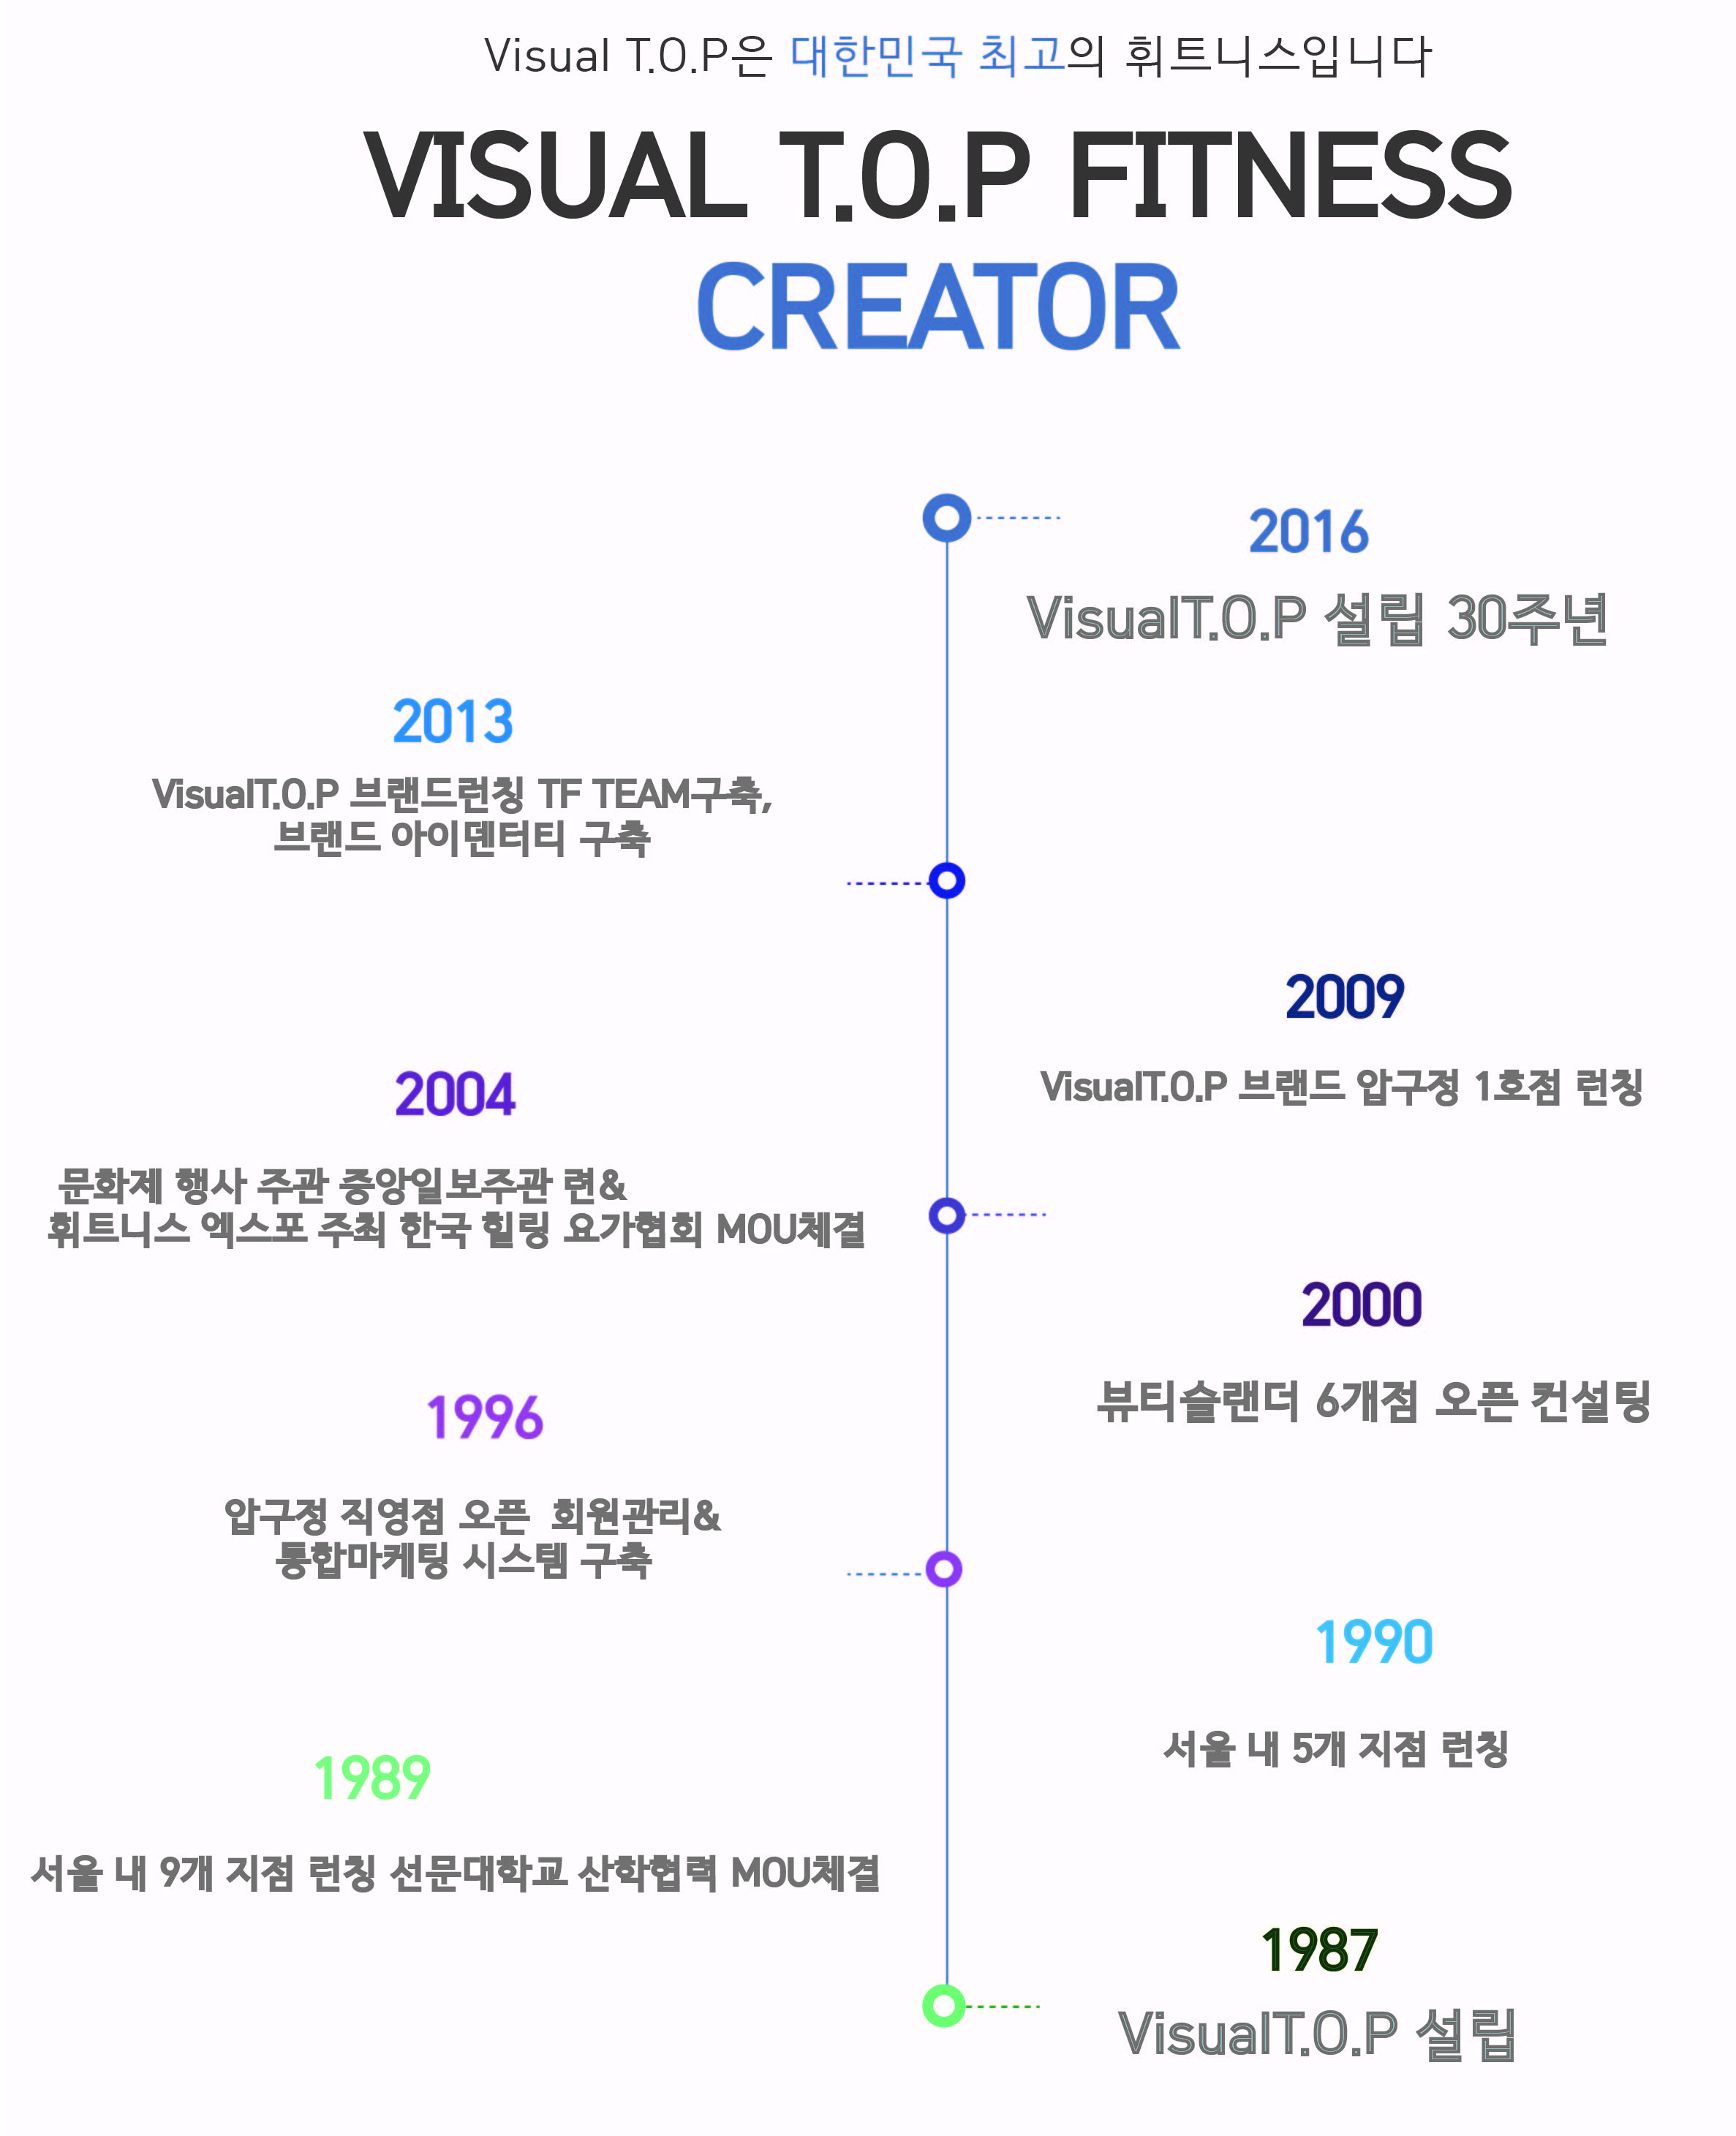 Visual T.O.P은 대한민국 최고의 휘트니스입니다
VISUAL T.O.P FITNESS
CREATOR
2016
VisualT.O.P 설립 30주년
2013
VisualT.O.P 브랜드런칭 TF TEAM구축,
브랜드 아이덴터티 구축
2009
VisualT.O.P 브랜드 압구정 1호점 런칭
2004
문화제 행사 주관 중앙일보주관 련&
휘트니스 엑스포 주최 한국 힐링 요가협회 MOU체결
2000
뷰티슬랜더 6개점 오픈 컨설팅
1996
압구정 직영점 오픈 회원관리&
통합마케팅 시스템 구축
1990
서울 내 5개 지점 런칭
1989
서울 내 9개 지점 런칭 선문대학교 산학협력 MOU체결
1987
VisualT.O.P 설립